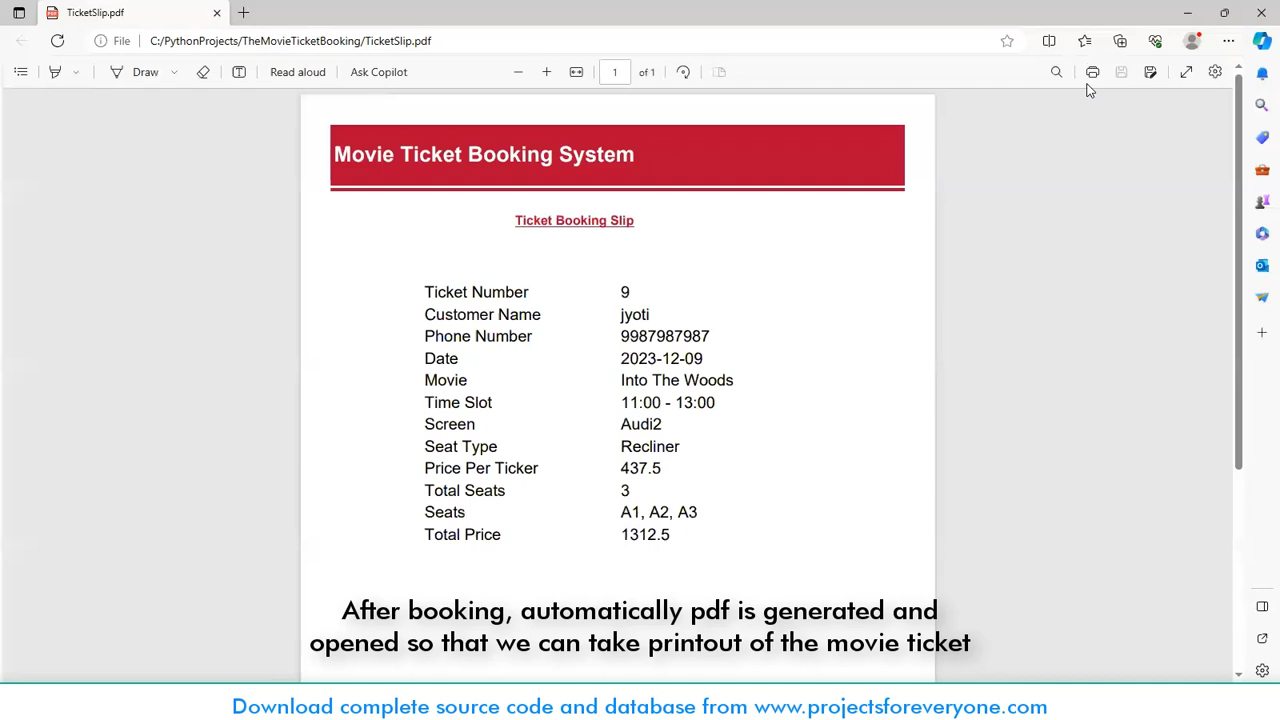 TicketSlip.pdf
File C:/PythonProjects/TheMovieTicketBooking/TicketSlip.pdf
Draw Read aloud Ask Copilot 1 of 1
Movie Ticket Booking System
Ticket Booking Slip
Ticket Number 9
Customer Name jyoti
Phone Number 9987987987
Date 2023-12-09
Movie Into The Woods
Time Slot 11:00 - 13:00
Screen Audi2
Seat Type Recliner
Price Per Ticker 437.5
Total Seats 3
Seats A1, A2, A3
Total Price 1312.5
After booking, automatically pdf is generated and
opened so that we can take printout of the movie ticket
Download complete source code and database from www.projectsforeveryone.com